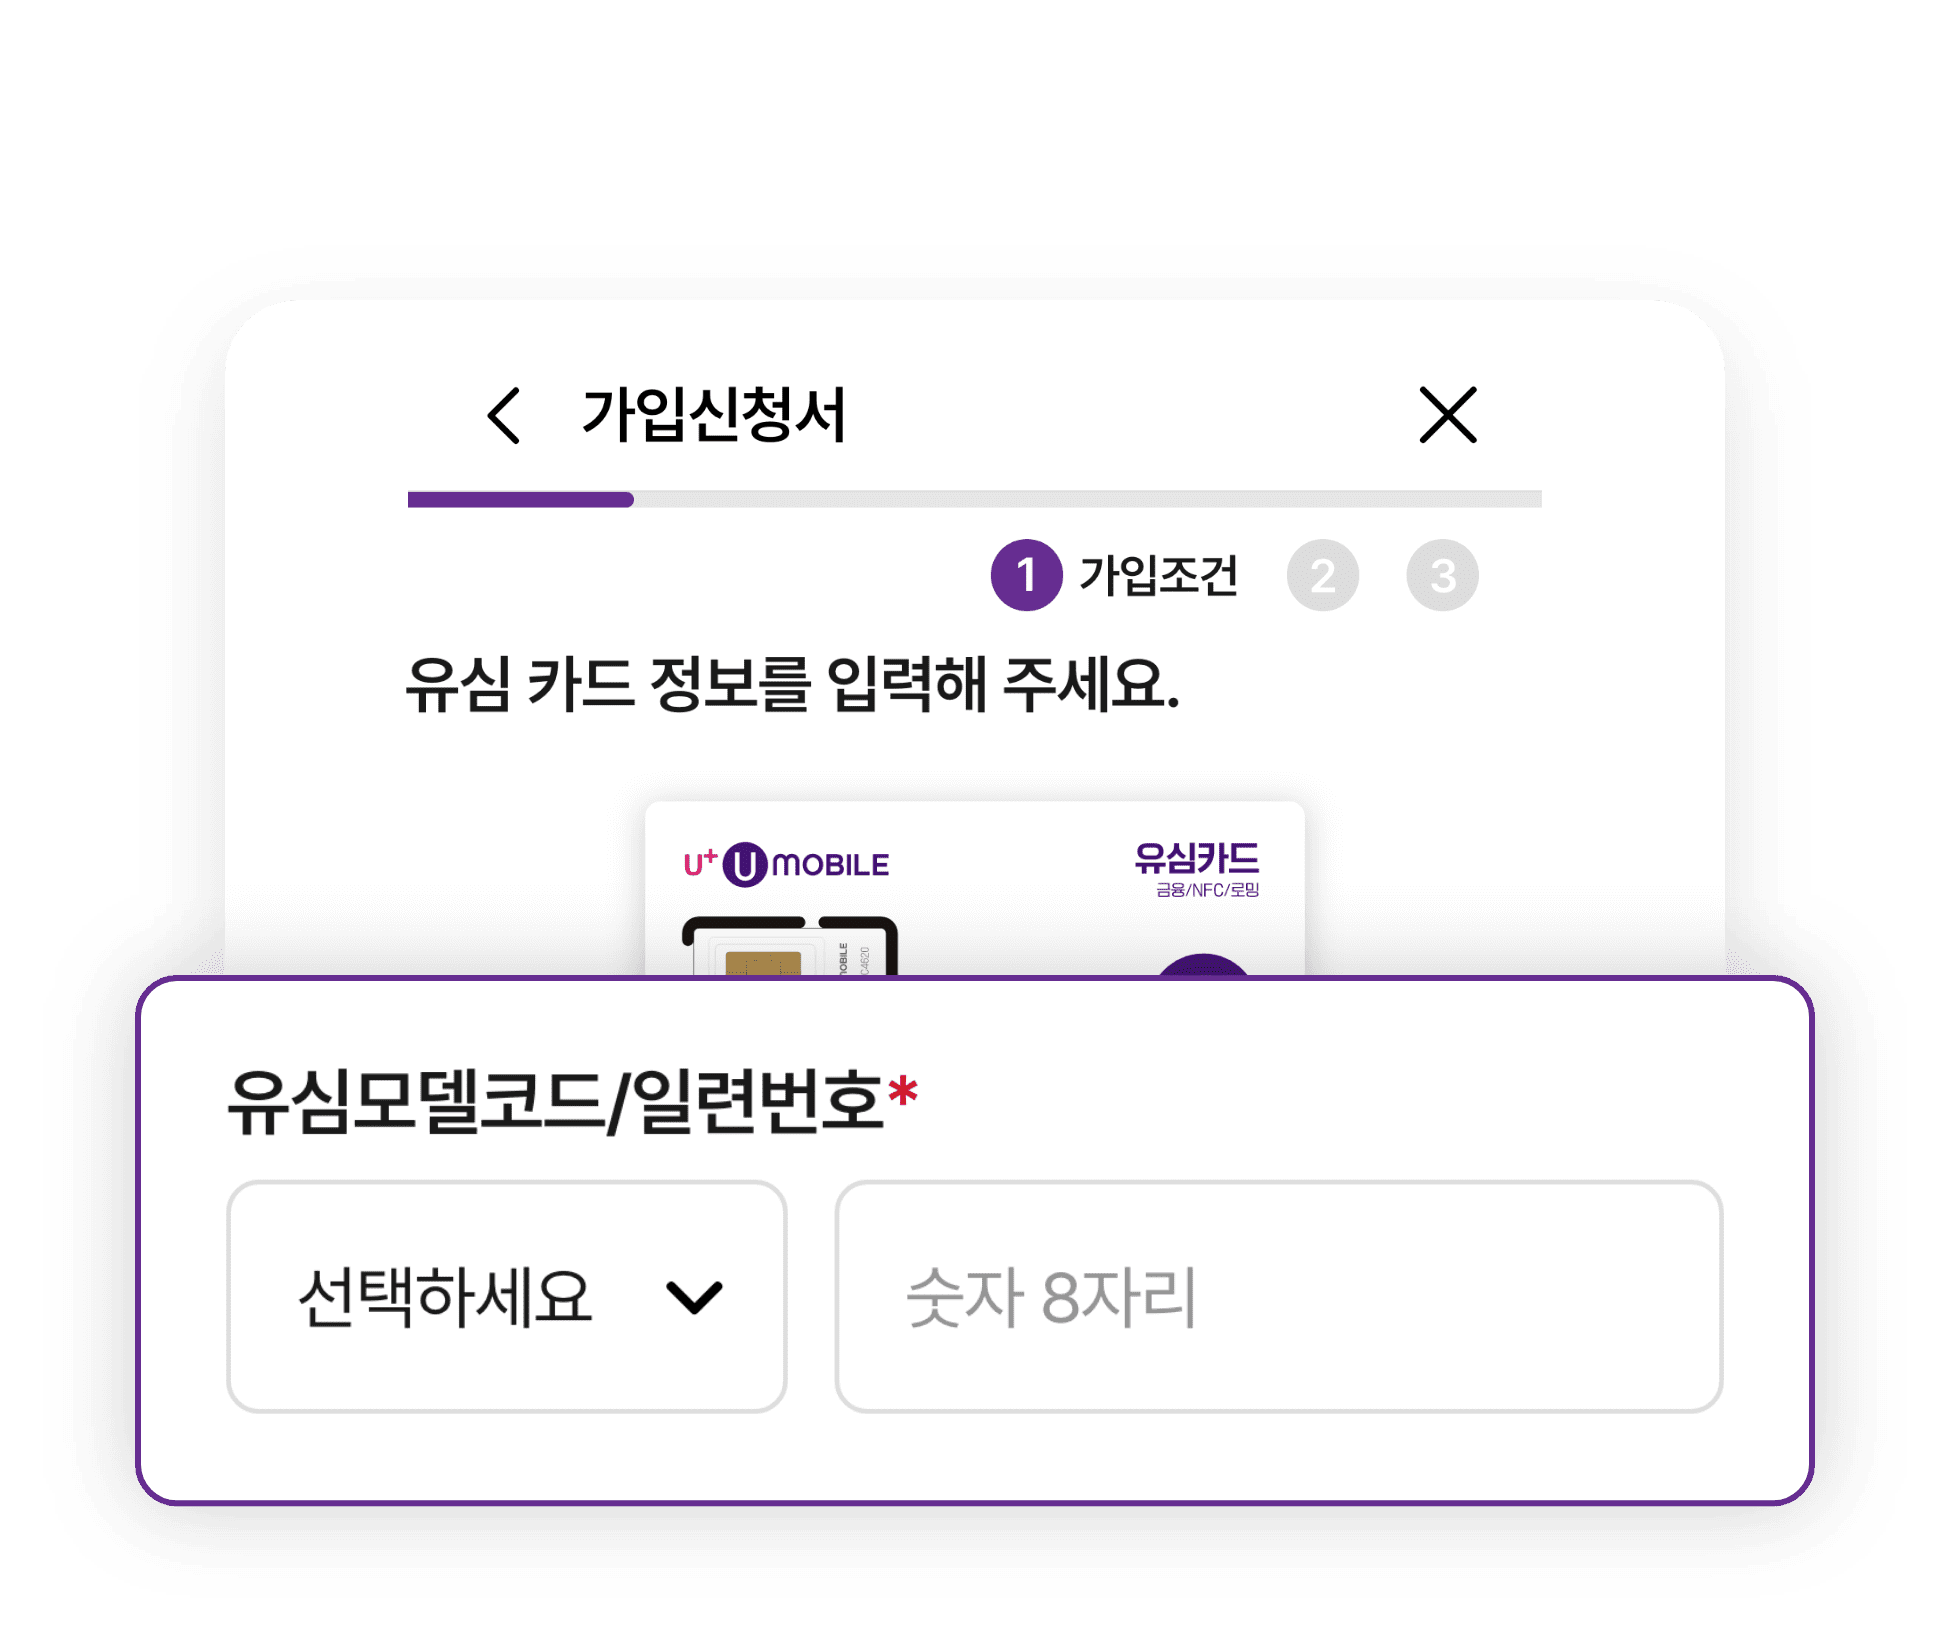 가입신청서
1 가입조건 2 3
유심 카드 정보를 입력해 주세요.
U+ U MOBILE
유심카드
금융/NFC/로밍
MOBILE
C4620
유심모델코드/일련번호*
선택하세요
숫자 8자리